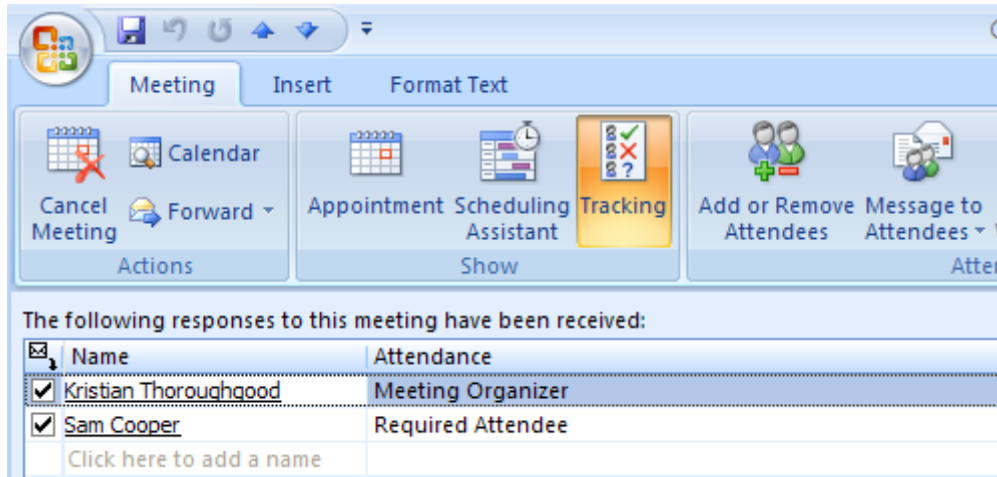 Meeting Insert Format Text
Calendar
Cancel Meeting
Forward
Appointment
Scheduling Assistant
Tracking
Add or Remove Attendees
Message to Attendees
Actions Show
The following responses to this meeting have been received:
Name Attendance
Kristian Thoroughgood Meeting Organizer
Sam Cooper Required Attendee
Click here to add a name